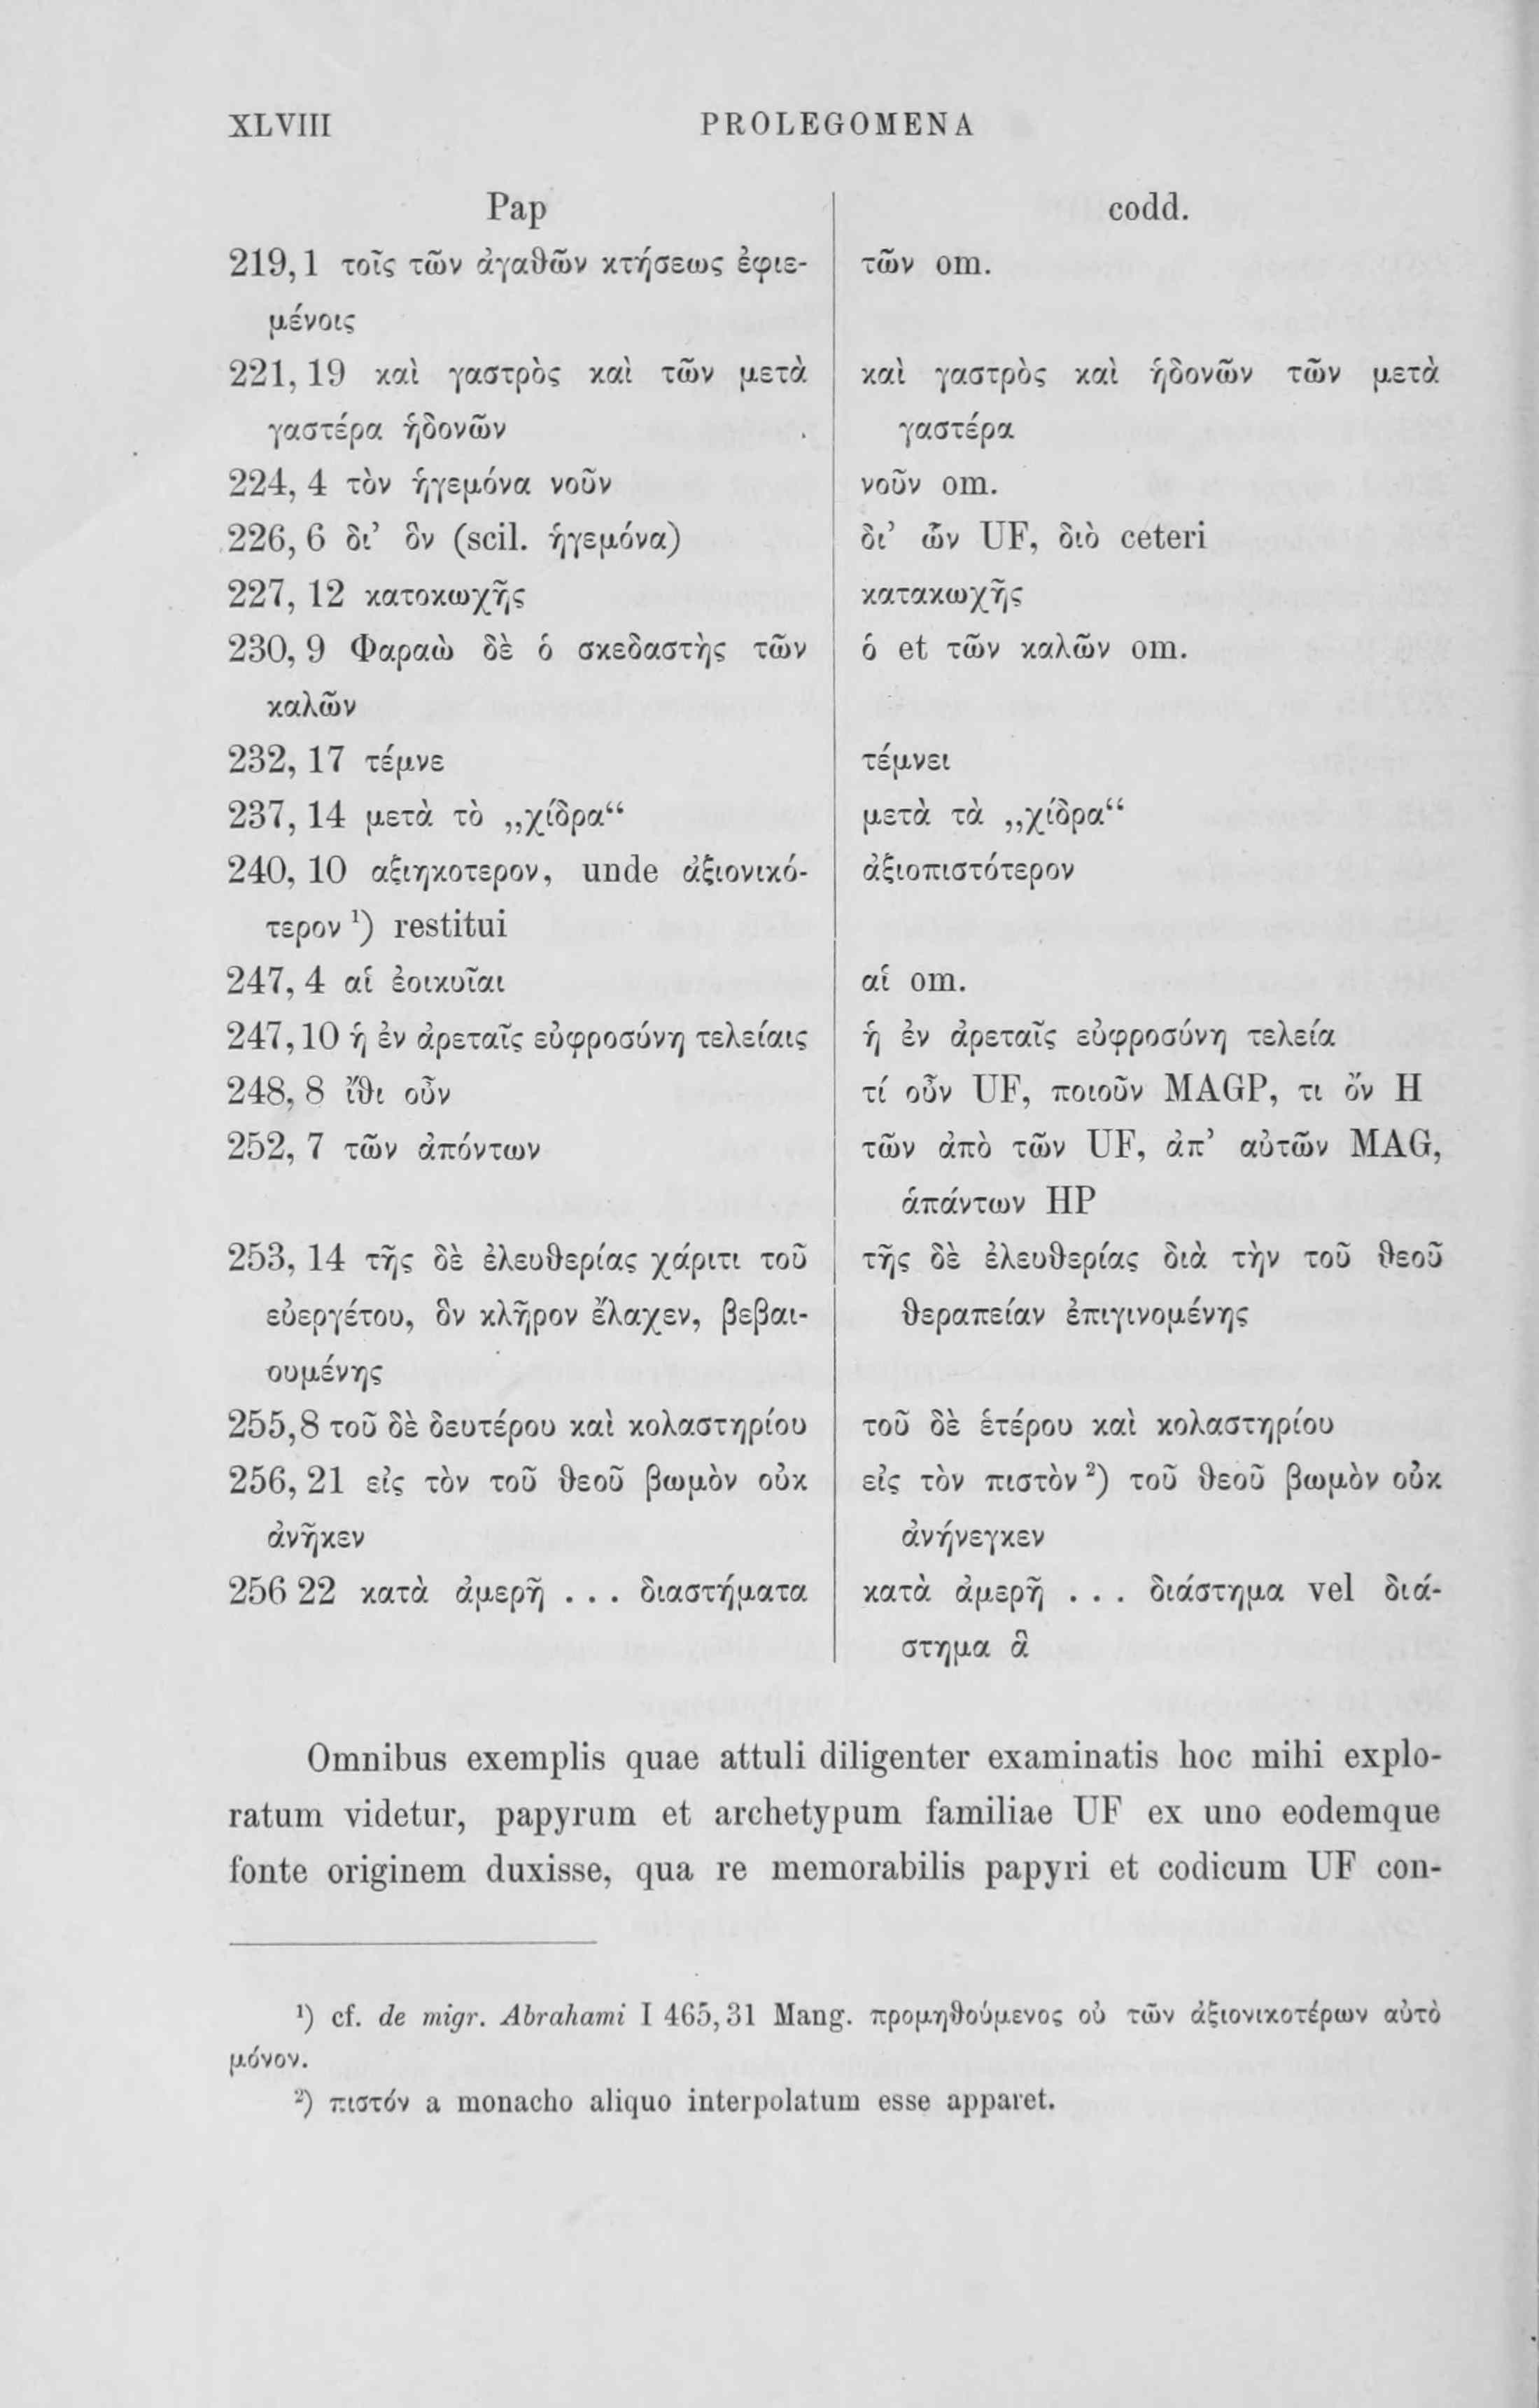 XLVIII PROLEGOMENA
Pap codd.
219,1 τοῖς τῶν ἀγαθῶν κτήσεως ἐφιε- τῶν om.
μένοις
221, 19 καὶ γαστρὸς καὶ τῶν μετὰ καὶ γαστρὸς καὶ ἡδονῶν τῶν μετὰ
γαστέρα ἡδονῶν γαστέρα
224, 4 τὸν ἡγεμόνα νοῦν νοῦν om.
226, 6 δι’ ὃν (scil. ἡγεμόνα) δι’ ὧν UF, διὸ ceteri
227, 12 κατοκωχῆς κατακωχῆς
230, 9 Φαραὼ δὲ ὁ σκεδαστὴς τῶν ὁ et τῶν καλῶν om.
καλῶν
232, 17 τέμνε τέμνει
237, 14 μετὰ τὸ „χίδρα“ μετὰ τὰ „χίδρα“
240, 10 αξιηκοτερον, unde ἀξιονικό- ἀξιοπιστότερον
τερον ¹) restitui
247, 4 αἱ ἐοικυῖαι αἱ om.
247,10 ἡ ἐν ἀρεταῖς εὐφροσύνη τελείαις ἡ ἐν ἀρεταῖς εὐφροσύνη τελεία
248, 8 ἴθι οὖν τί οὖν UF, ποιοῦν MAGP, τι ὄν H
252, 7 τῶν ἀπόντων τῶν ἀπὸ τῶν UF, ἀπ’ αὐτῶν MAG,
ἁπάντων HP
253, 14 τῆς δὲ ἐλευθερίας χάριτι τοῦ τῆς δὲ ἐλευθερίας διὰ τὴν τοῦ θεοῦ
εὐεργέτου, ὃν κλῆρον ἔλαχεν, βεβαι- θεραπείαν ἐπιγινομένης
ουμένης
255,8 τοῦ δὲ δευτέρου καὶ κολαστηρίου τοῦ δὲ ἑτέρου καὶ κολαστηρίου
256, 21 εἰς τὸν τοῦ θεοῦ βωμὸν οὐκ εἰς τὸν πιστὸν ²) τοῦ θεοῦ βωμὸν οὐκ
ἀνῆκεν ἀνήνεγκεν
256 22 κατὰ ἀμερῆ . . . διαστήματα κατὰ ἀμερῆ . . . διάστημα vel διά-
στημα ἃ
Omnibus exemplis quae attuli diligenter examinatis hoc mihi explo-
ratum videtur, papyrum et archetypum familiae UF ex uno eodemque
fonte originem duxisse, qua re memorabilis papyri et codicum UF con-
¹) cf. de migr. Abrahami I 465,31 Mang. προμηθούμενος οὐ τῶν ἀξιονικοτέρων αὐτὸ
μόνον.
²) πιστόν a monacho aliquo interpolatum esse apparet.